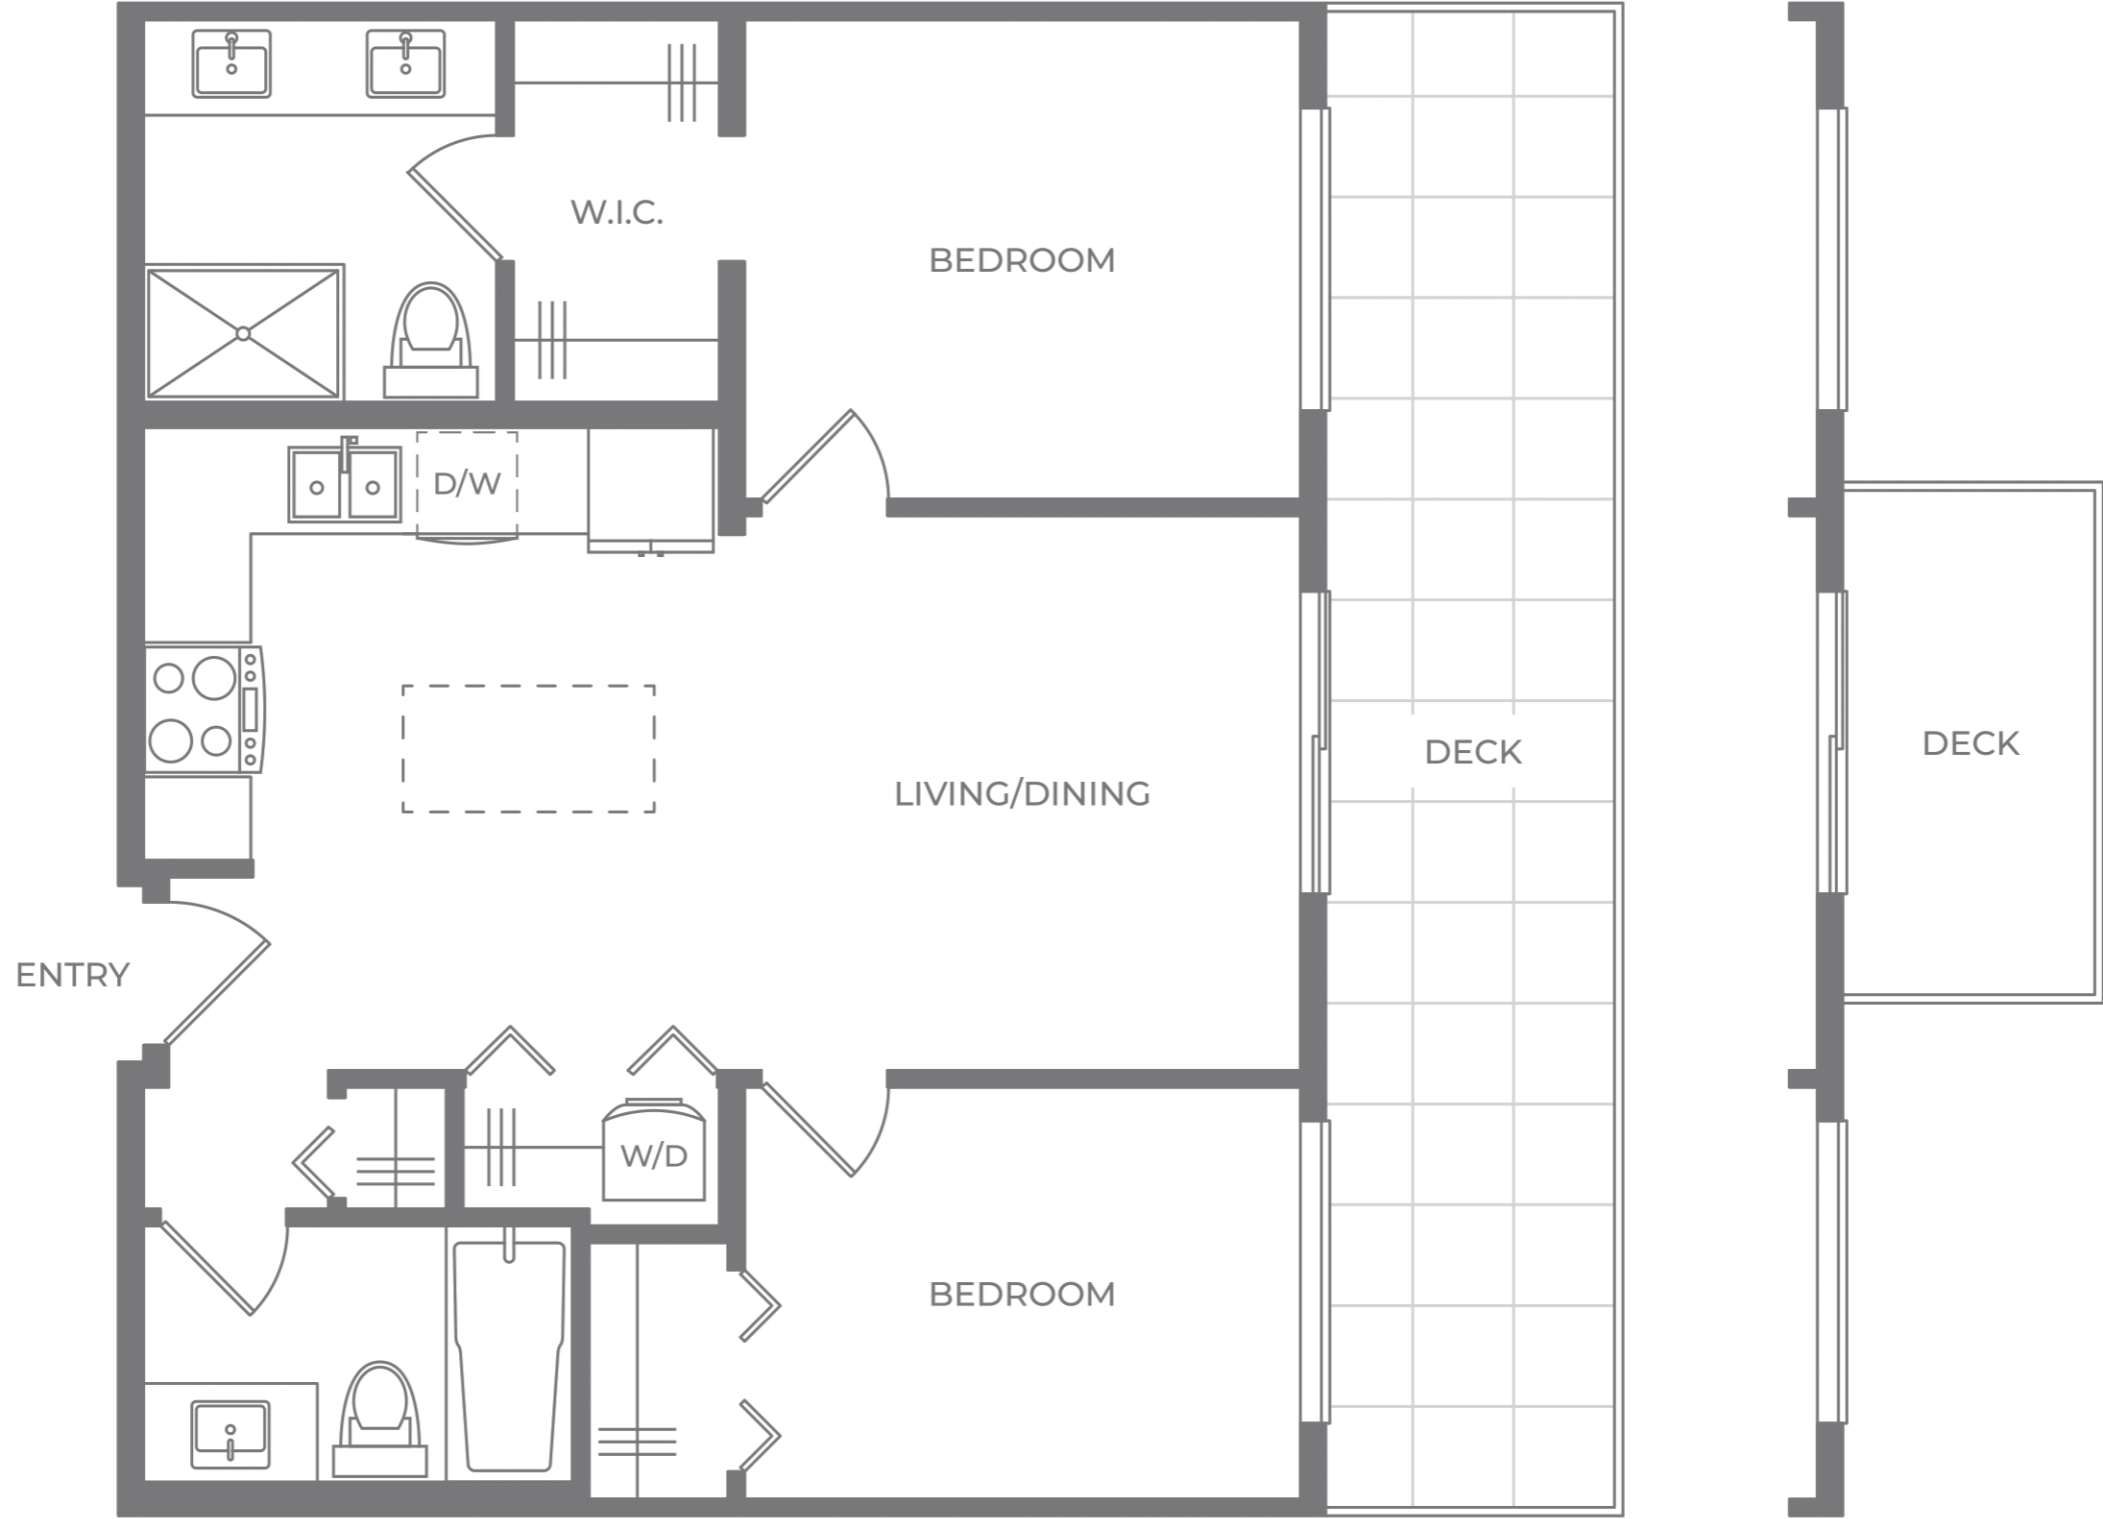 W.I.C.
BEDROOM
D/W
DECK
DECK
LIVING/DINING
ENTRY
W/D
BEDROOM